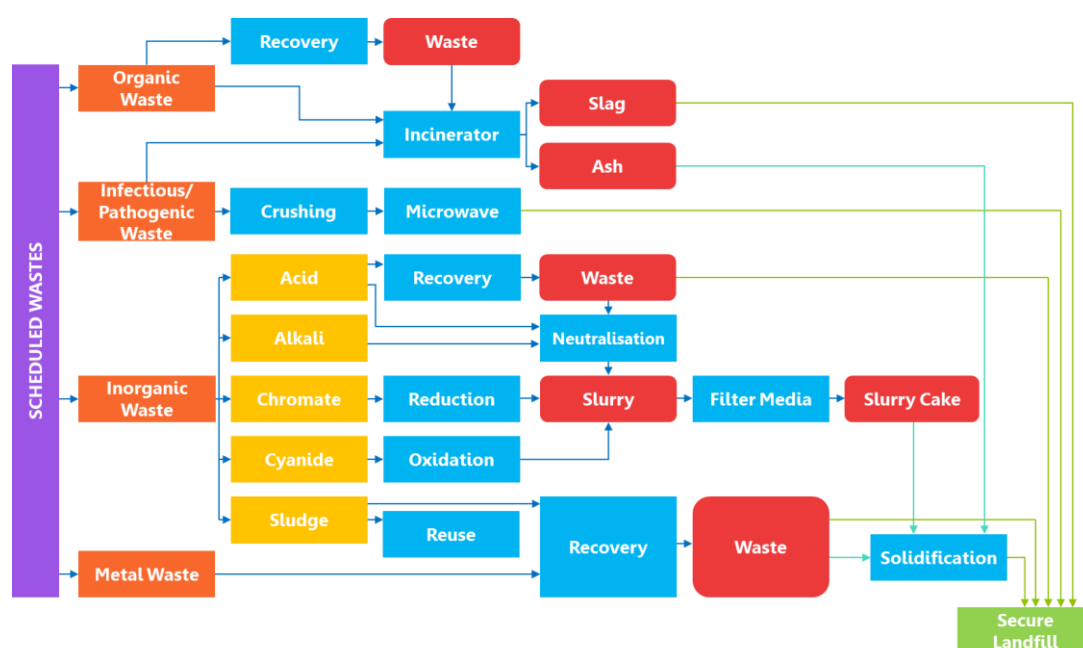 SCHEDULED WASTES
Recovery
Waste
Organic
Waste
Slag
Incinerator
Ash
Infectious/
Pathogenic
Waste
Crushing
Microwave
Acid
Recovery
Waste
Alkali
Neutralisation
Inorganic
Waste
Chromate
Reduction
Slurry
Filter Media
Slurry Cake
Cyanide
Oxidation
Sludge
Reuse
Recovery
Waste
Solidification
Metal Waste
Secure
Landfill